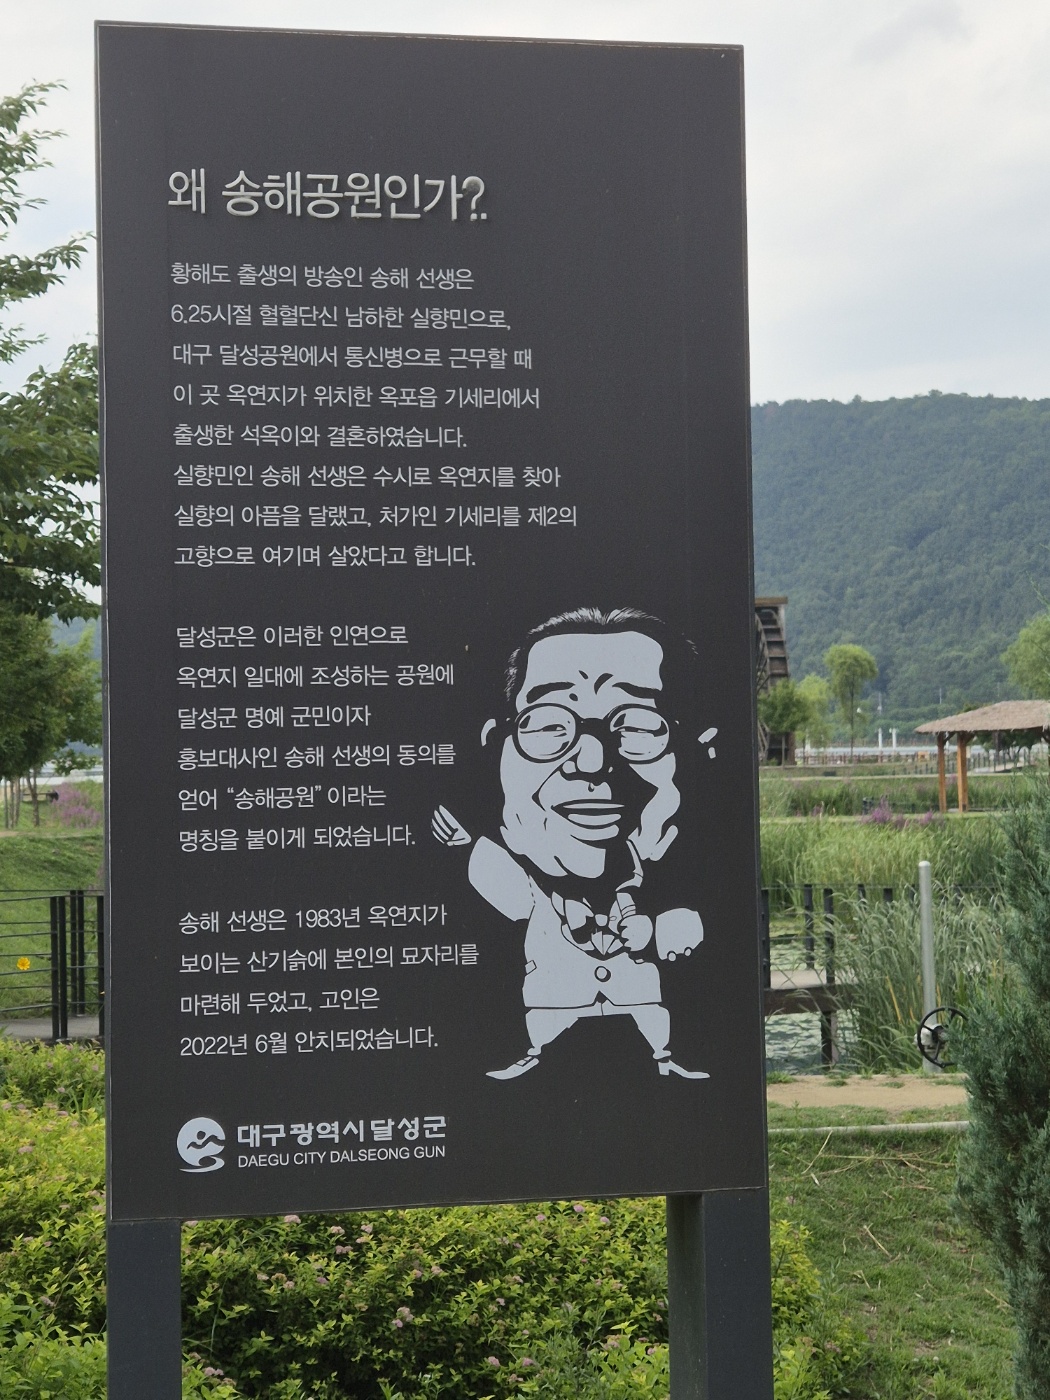 왜 송해공원인가?
황해도 출생의 방송인 송해 선생은
6.25시절 혈혈단신 남하한 실향민으로,
대구 달성공원에서 통신병으로 근무할 때
이 곳 옥연지가 위치한 옥포읍 기세리에서
출생한 석옥이와 결혼하였습니다.
실향민인 송해 선생은 수시로 옥연지를 찾아
실향의 아픔을 달랬고, 처가인 기세리를 제2의
고향으로 여기며 살았다고 합니다.
달성군은 이러한 인연으로
옥연지 일대에 조성하는 공원에
달성군 명예 군민이자
홍보대사인 송해 선생의 동의를
얻어 “송해공원” 이라는
명칭을 붙이게 되었습니다.
송해 선생은 1983년 옥연지가
보이는 산기슭에 본인의 묘자리를
마련해 두었고, 고인은
2022년 6월 안치되었습니다.
대구광역시 달성군
DAEGU CITY DALSEONG GUN